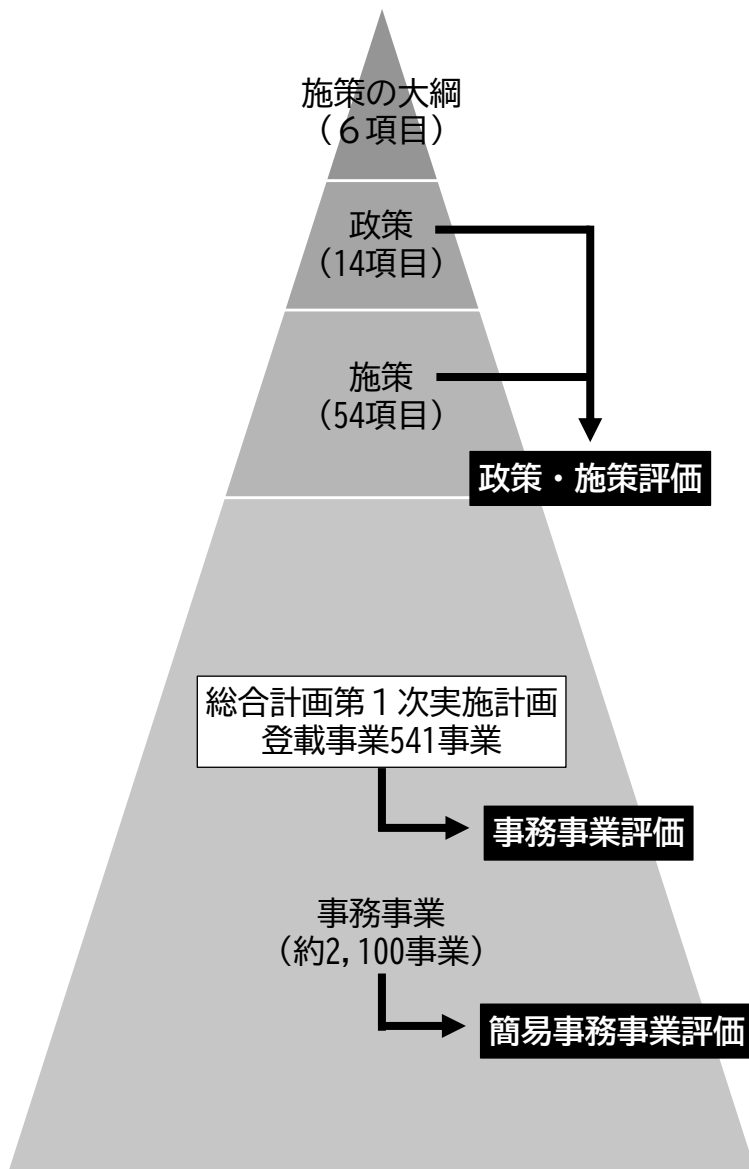 施策の大綱
（６項目）
政策
（14項目）
施策
（54項目）
政策・施策評価
総合計画第１次実施計画
登載事業541事業
事務事業評価
事務事業
（約2,100事業）
簡易事務事業評価